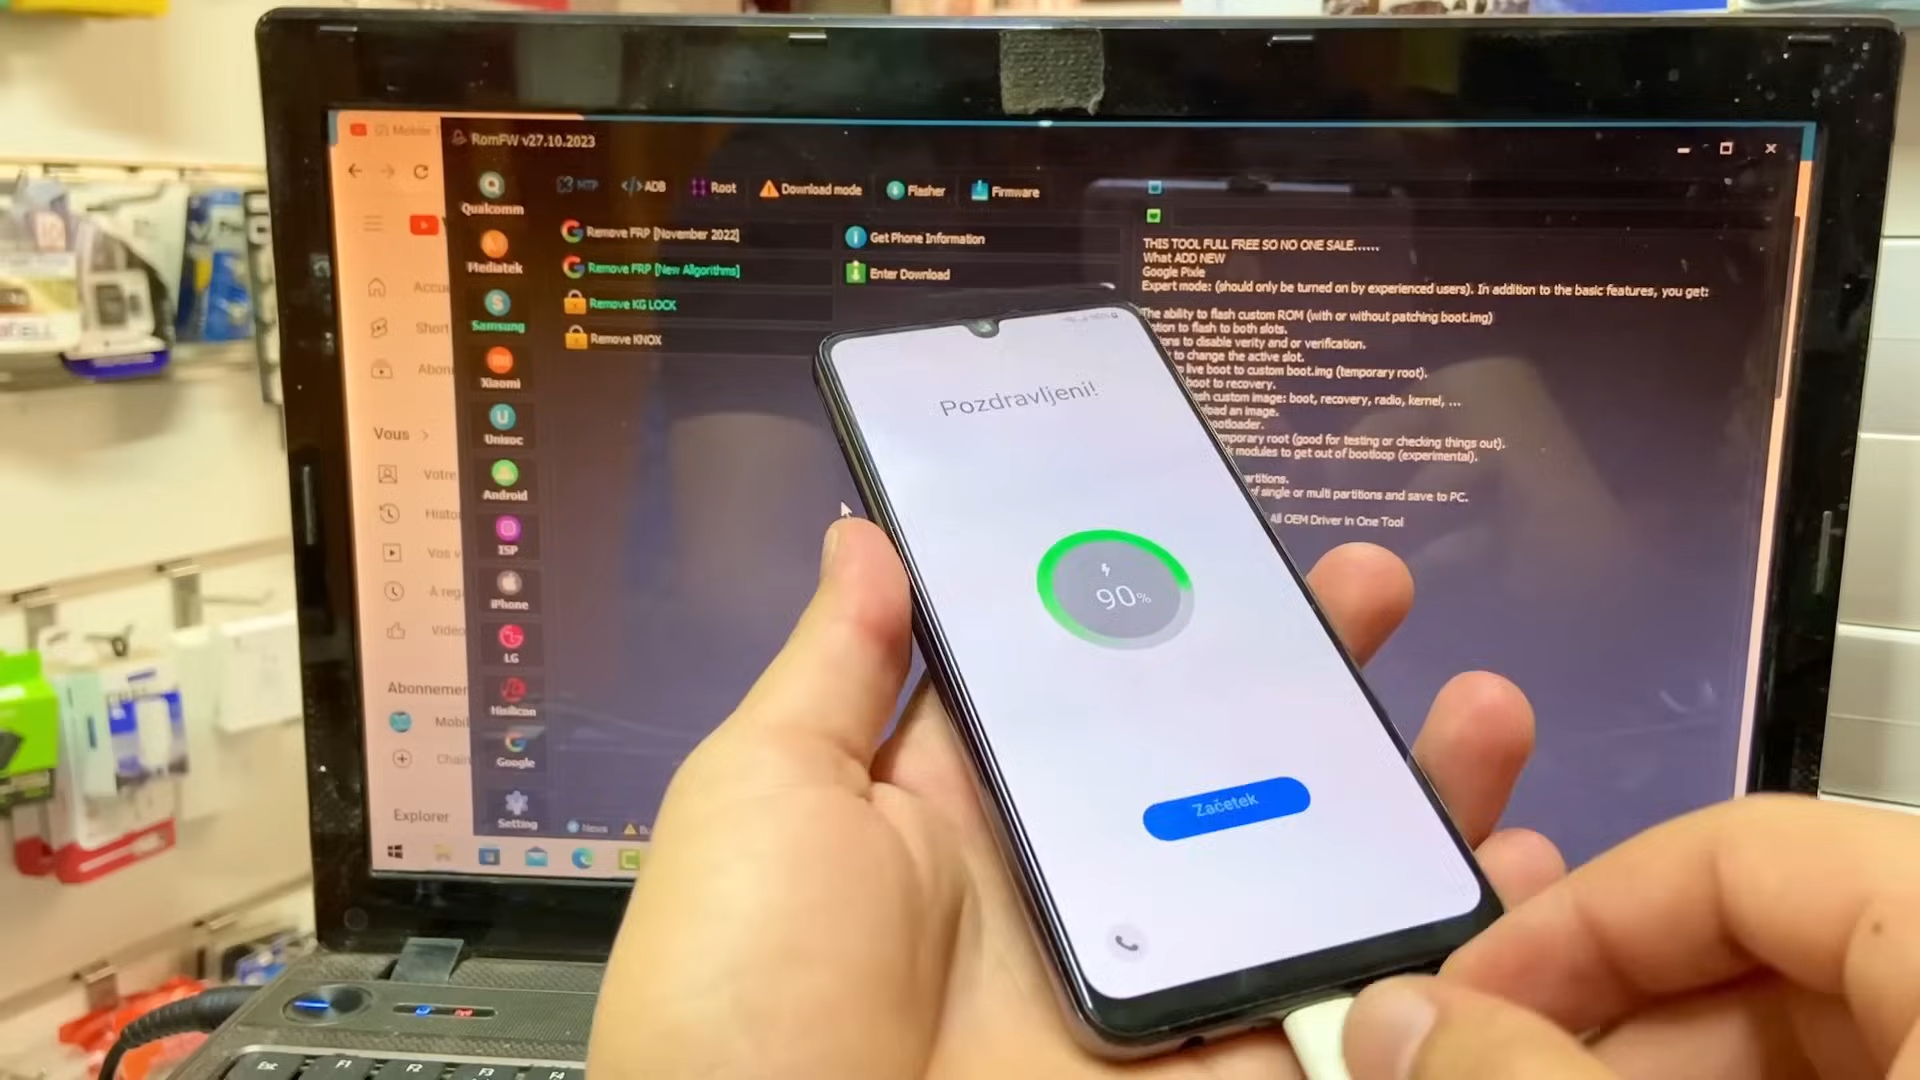 RomFW v27.10.2023
Qualcomm
Mediatek
Samsung
Xiaomi
Unisoc
Android
ISP
iPhone
LG
Hisilicon
Google
Setting
MTP
ADB
Root
Download mode
Flasher
Firmware
Remove FRP [November 2022]
Get Phone Information
Remove FRP [New Algorithms]
Enter Download
Remove KG LOCK
Remove KNOX
THIS TOOL FULL FREE SO NO ONE SALE......
What ADD NEW
Google Pixle
Expert mode: (should only be turned on by experienced users). In addition to the basic features, you get:
The ability to flash custom ROM (with or without patching boot.img)
to flash to both slots.
to disable verity and or verification.
to change the active slot.
live boot to custom boot.img (temporary root).
boot to recovery.
custom image: boot, recovery, radio, kernel, ...
an image.
root (good for testing or checking things out).
modules to get out of bootloop (experimental).
single or multi partitions and save to PC.
All OEM Driver in One Tool
Vous
Explorer
News
Pozdravljeni!
90%
Začetek
Esc
F1
F2
F3
F4